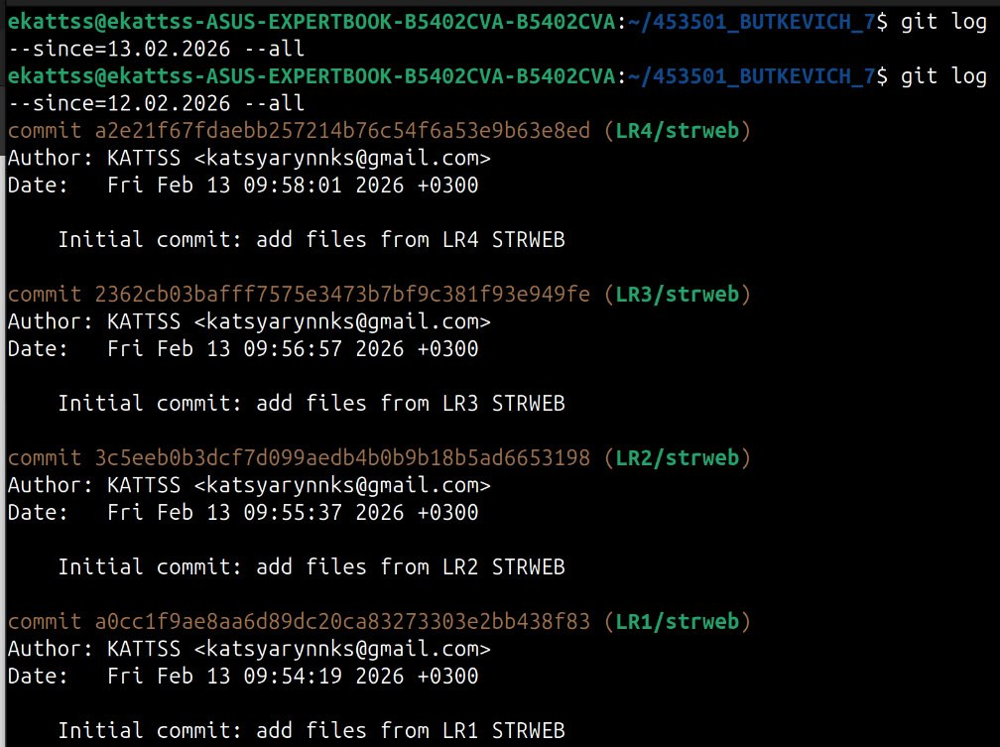 ekattss@ekattss-ASUS-EXPERTBOOK-B5402CVA-B5402CVA:~/453501_BUTKEVICH_7$ git log
--since=13.02.2026 --all
ekattss@ekattss-ASUS-EXPERTBOOK-B5402CVA-B5402CVA:~/453501_BUTKEVICH_7$ git log
--since=12.02.2026 --all
commit a2e21f67fdaebb257214b76c54f6a53e9b63e8ed (LR4/strweb)
Author: KATTSS <katsyarynnks@gmail.com>
Date:   Fri Feb 13 09:58:01 2026 +0300

    Initial commit: add files from LR4 STRWEB

commit 2362cb03bafff7575e3473b7bf9c381f93e949fe (LR3/strweb)
Author: KATTSS <katsyarynnks@gmail.com>
Date:   Fri Feb 13 09:56:57 2026 +0300

    Initial commit: add files from LR3 STRWEB

commit 3c5eeb0b3dcf7d099aedb4b0b9b18b5ad6653198 (LR2/strweb)
Author: KATTSS <katsyarynnks@gmail.com>
Date:   Fri Feb 13 09:55:37 2026 +0300

    Initial commit: add files from LR2 STRWEB

commit a0cc1f9ae8aa6d89dc20ca83273303e2bb438f83 (LR1/strweb)
Author: KATTSS <katsyarynnks@gmail.com>
Date:   Fri Feb 13 09:54:19 2026 +0300

    Initial commit: add files from LR1 STRWEB